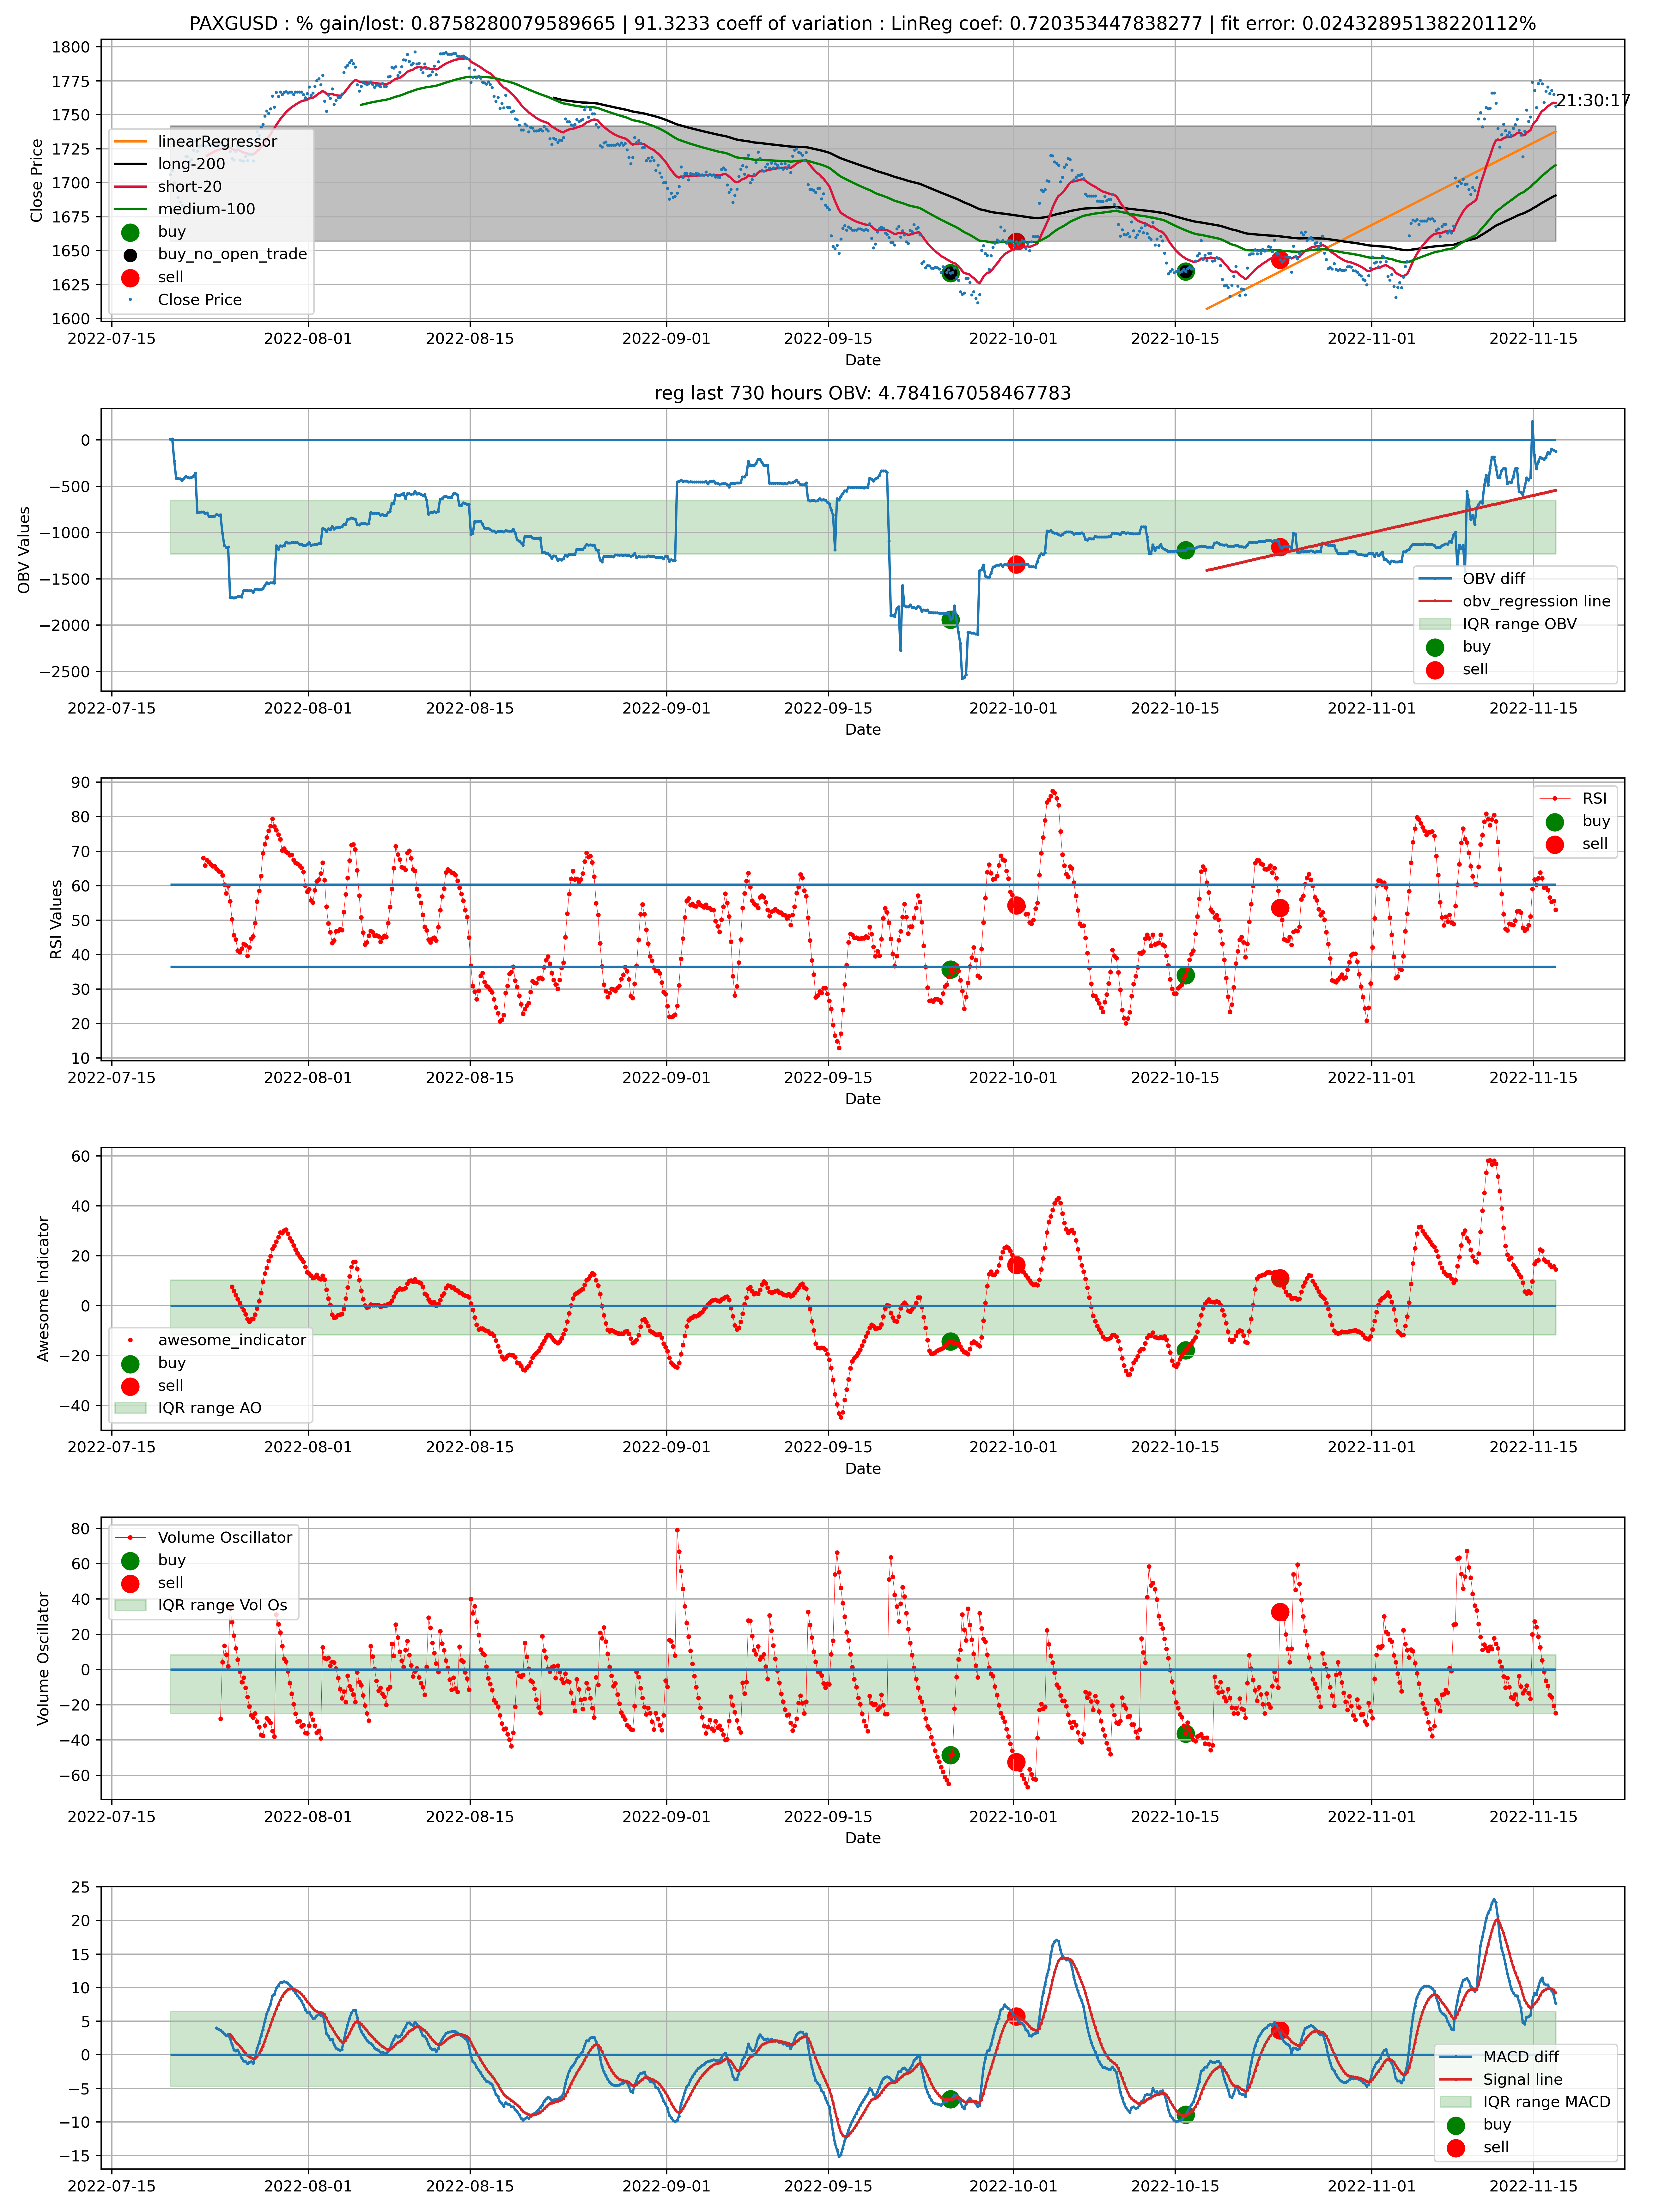 PAXGUSD : % gain/lost: 0.8758280079589665 | 91.3233 coeff of variation : LinReg coef: 0.720353447838277 | fit error: 0.02432895138220112%
1800
1775
1750
1725
1700
1675
1650
1625
1600
Close Price
21:30:17
linearRegressor
long-200
short-20
medium-100
buy
buy_no_open_trade
sell
Close Price
2022-07-15 2022-08-01 2022-08-15 2022-09-01 2022-09-15 2022-10-01 2022-10-15 2022-11-01 2022-11-15
Date
reg last 730 hours OBV: 4.784167058467783
0
−500
−1000
−1500
−2000
−2500
OBV Values
OBV diff
obv_regression line
IQR range OBV
buy
sell
2022-07-15 2022-08-01 2022-08-15 2022-09-01 2022-09-15 2022-10-01 2022-10-15 2022-11-01 2022-11-15
Date
90
80
70
60
50
40
30
20
10
RSI Values
RSI
buy
sell
2022-07-15 2022-08-01 2022-08-15 2022-09-01 2022-09-15 2022-10-01 2022-10-15 2022-11-01 2022-11-15
Date
60
40
20
0
−20
−40
Awesome Indicator
awesome_indicator
buy
sell
IQR range AO
2022-07-15 2022-08-01 2022-08-15 2022-09-01 2022-09-15 2022-10-01 2022-10-15 2022-11-01 2022-11-15
Date
80
60
40
20
0
−20
−40
−60
Volume Oscillator
Volume Oscillator
buy
sell
IQR range Vol Os
2022-07-15 2022-08-01 2022-08-15 2022-09-01 2022-09-15 2022-10-01 2022-10-15 2022-11-01 2022-11-15
Date
25
20
15
10
5
0
−5
−10
−15
MACD diff
Signal line
IQR range MACD
buy
sell
2022-07-15 2022-08-01 2022-08-15 2022-09-01 2022-09-15 2022-10-01 2022-10-15 2022-11-01 2022-11-15